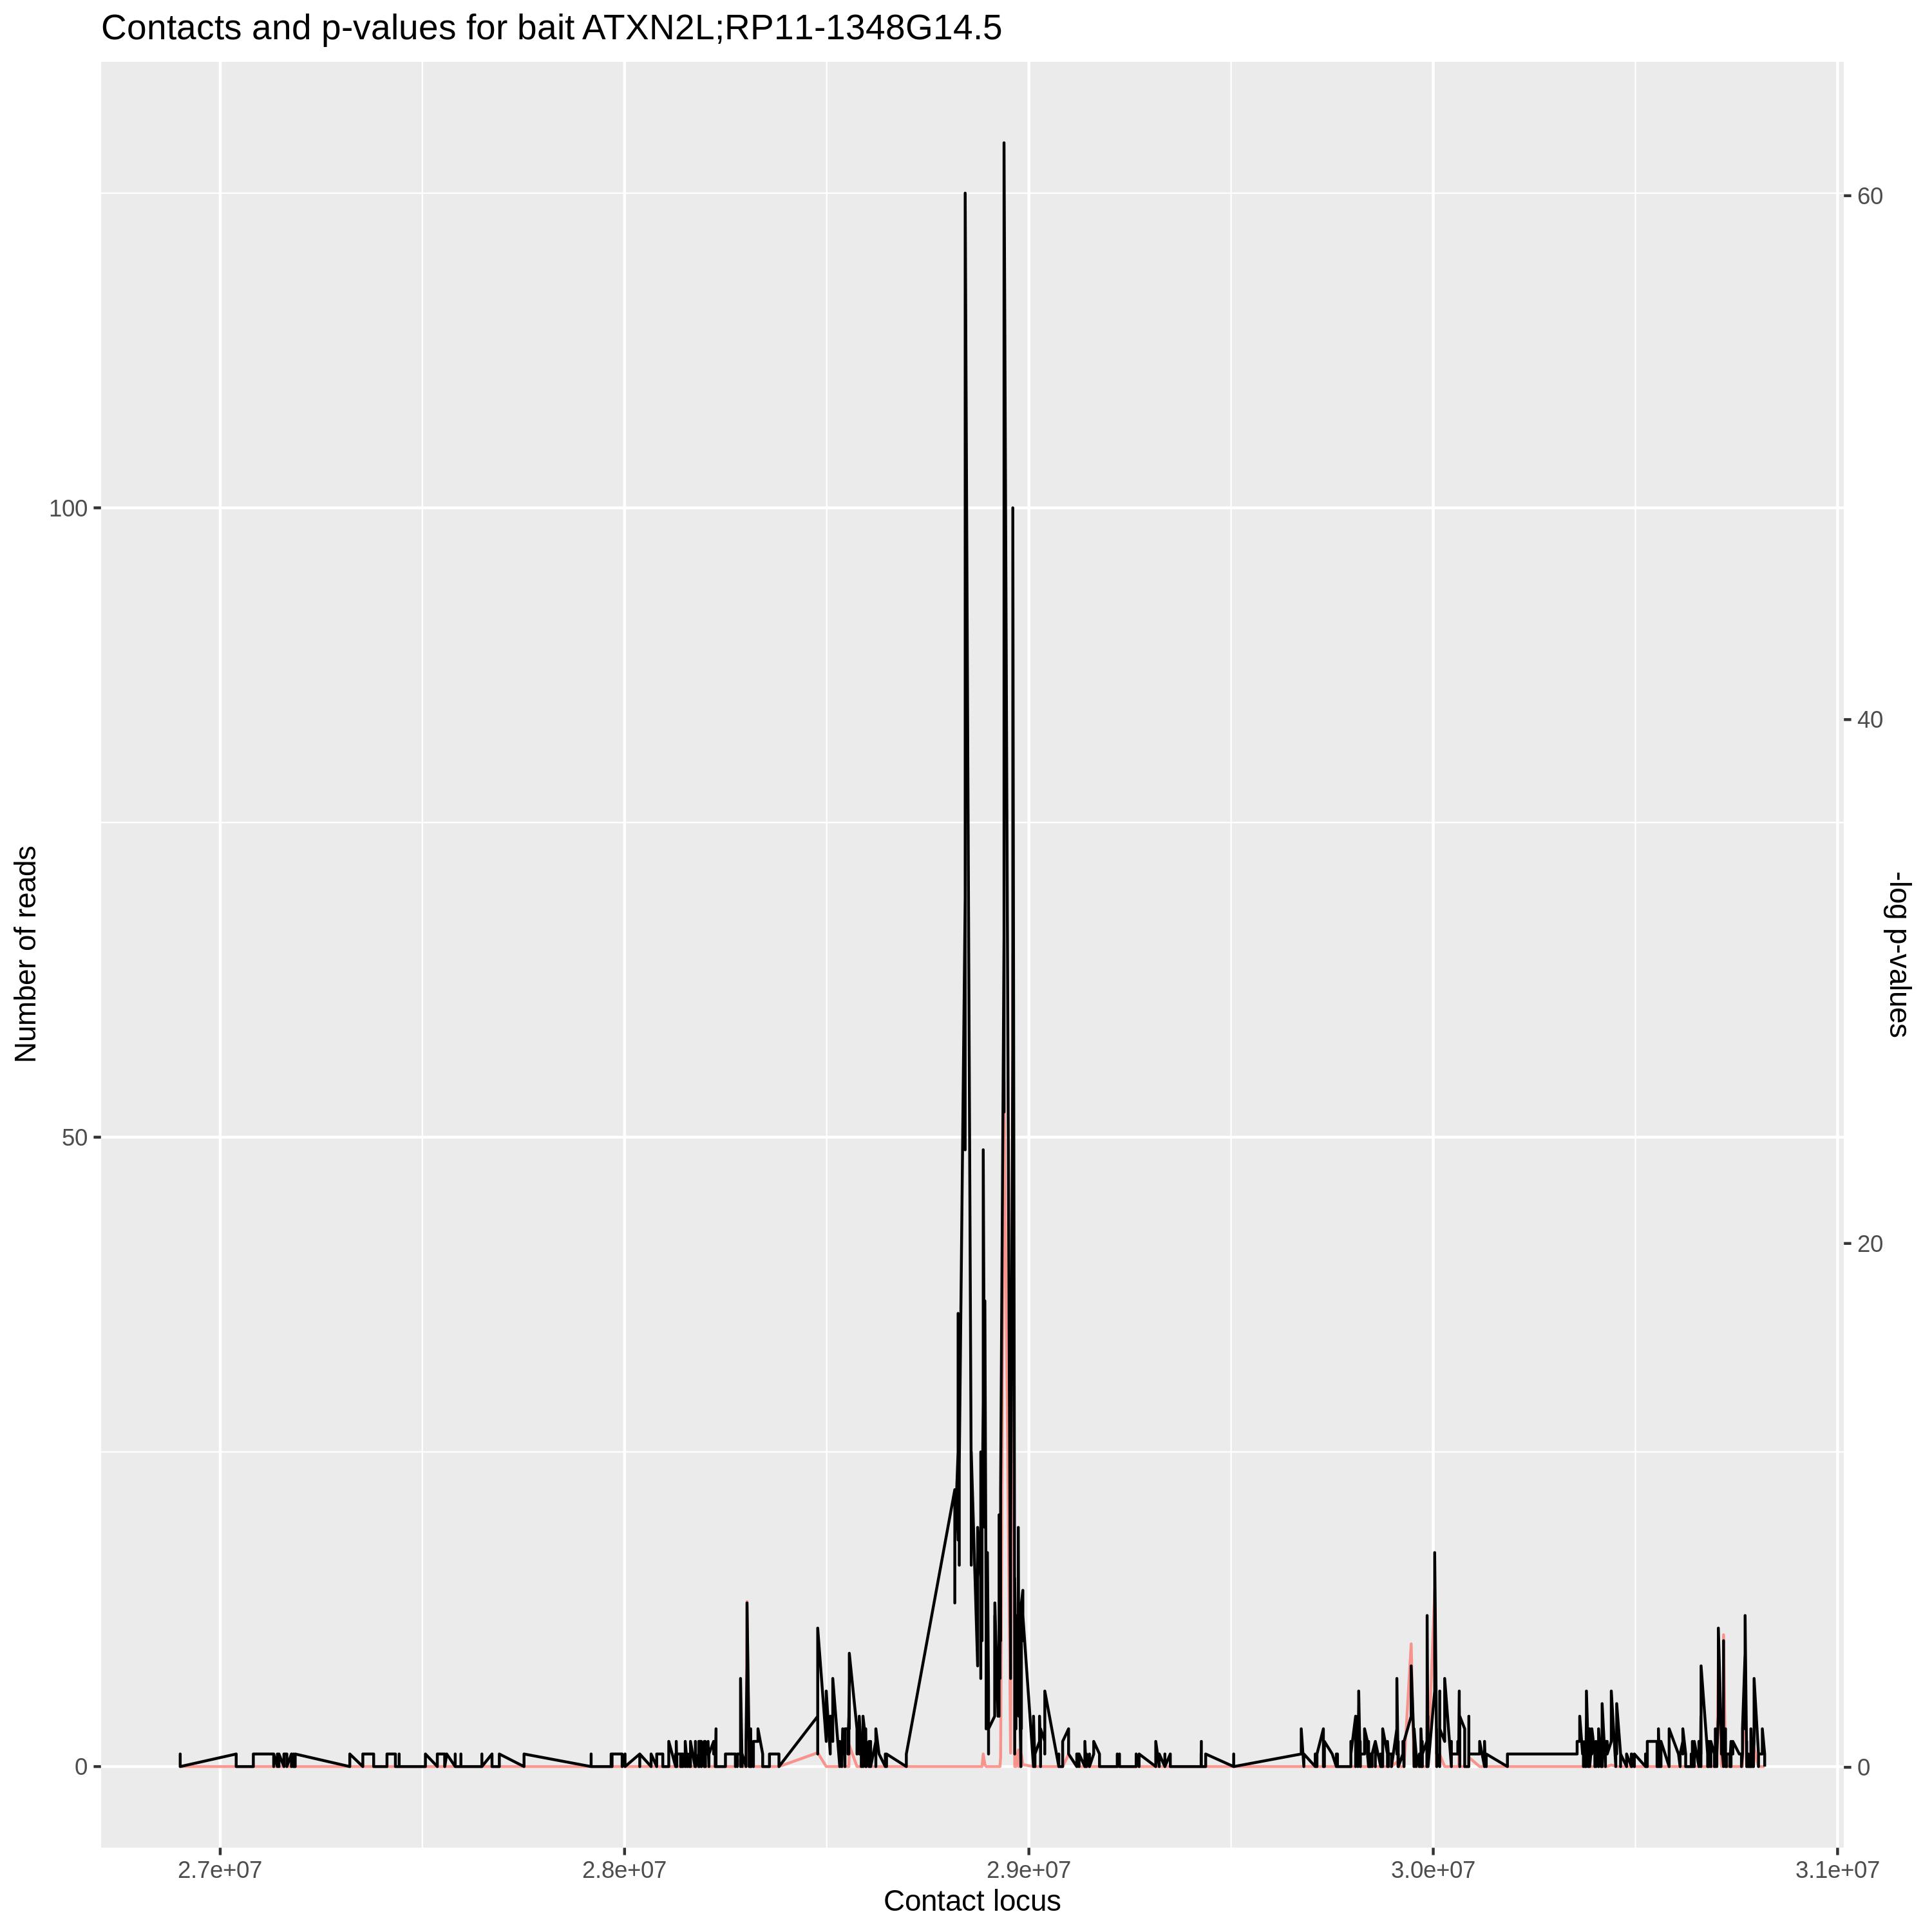 Contacts and p-values for bait ATXN2L;RP11-1348G14.5
Number of reads
100
50
0
60
40
20
0
-log p-values
2.7e+07
2.8e+07
2.9e+07
3.0e+07
3.1e+07
Contact locus